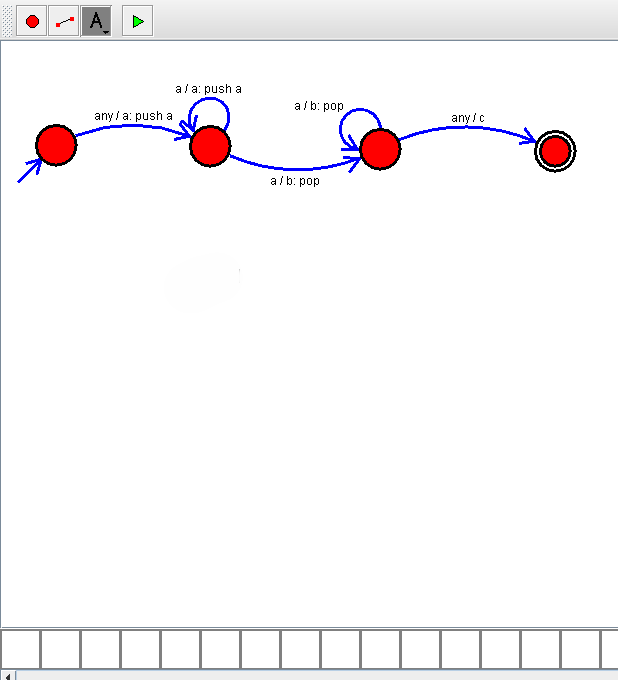 A
a / a: push a
any / a: push a
a / b: pop
any / c
a / b: pop